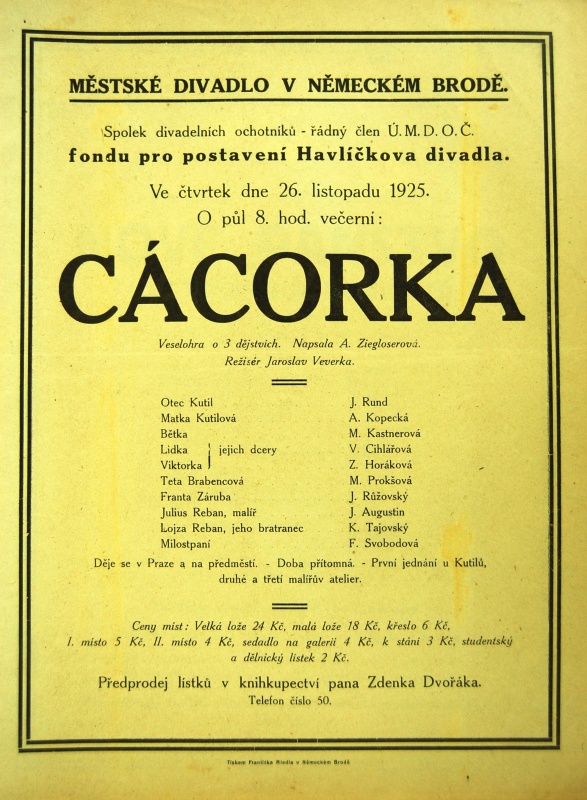 MĚSTSKÉ DIVADLO V NĚMECKÉM BRODĚ.
Spolek divadelních ochotníků - řádný člen Ú.M.D.O.Č.
fondu pro postavení Havlíčkova divadla.
Ve čtvrtek dne 26. listopadu 1925.
O půl 8. hod. večerní:
CÁCORKA
Veselohra o 3 dějstvich. Napsala A. Ziegloserová.
Režisér Jaroslav Veverka.
Otec Kutil J. Rund
Matka Kutilová A. Kopecká
Bětka M. Kastnerová
Lidka } jejich dcery V. Cihlářová
Viktorka Z. Horáková
Teta Brabencová M. Prokšová
Franta Záruba J. Růžovský
Julius Reban, malíř J. Augustin
Lojza Reban, jeho bratranec K. Tajovský
Milostpaní F. Svobodová
Děje se v Praze a na předměstí. - Doba přítomná. - První jednání u Kutilů,
druhé a třetí malířův atelier.
Ceny míst: Velká lože 24 Kč, malá lože 18 Kč, křeslo 6 Kč,
I. místo 5 Kč, II. místo 4 Kč, sedadlo na galerii 4 Kč, k stání 3 Kč, studentský
a dělnický lístek 2 Kč.
Předprodej lístků v knihkupectví pana Zdenka Dvořáka.
Telefon číslo 50.
Tiskem Františka Riedla v Německém Brodě